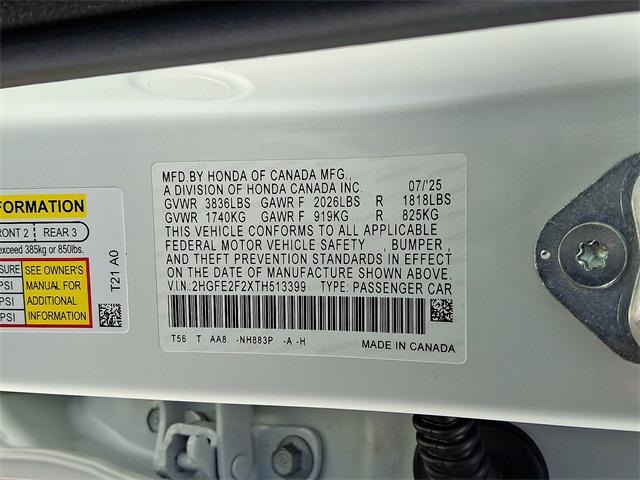 MFD.BY HONDA OF CANADA MFG.,
A DIVISION OF HONDA CANADA INC. 07/'25
GVWR 3836LBS GAWR F 2026LBS R 1818LBS
GVWR 1740KG GAWR F 919KG R 825KG
THIS VEHICLE CONFORMS TO ALL APPLICABLE
FEDERAL MOTOR VEHICLE SAFETY , BUMPER ,
AND THEFT PREVENTION STANDARDS IN EFFECT
ON THE DATE OF MANUFACTURE SHOWN ABOVE.
V.I.N.:2HGFE2F2XTH513399 TYPE: PASSENGER CAR
T56 T AA8 -NH883P -A -H
MADE IN CANADA
FORMATION
FRONT 2 REAR 3
exceed 385kg or 850lbs.
SURE SEE OWNER'S
PSI MANUAL FOR
PSI ADDITIONAL
PSI INFORMATION
T21 A0